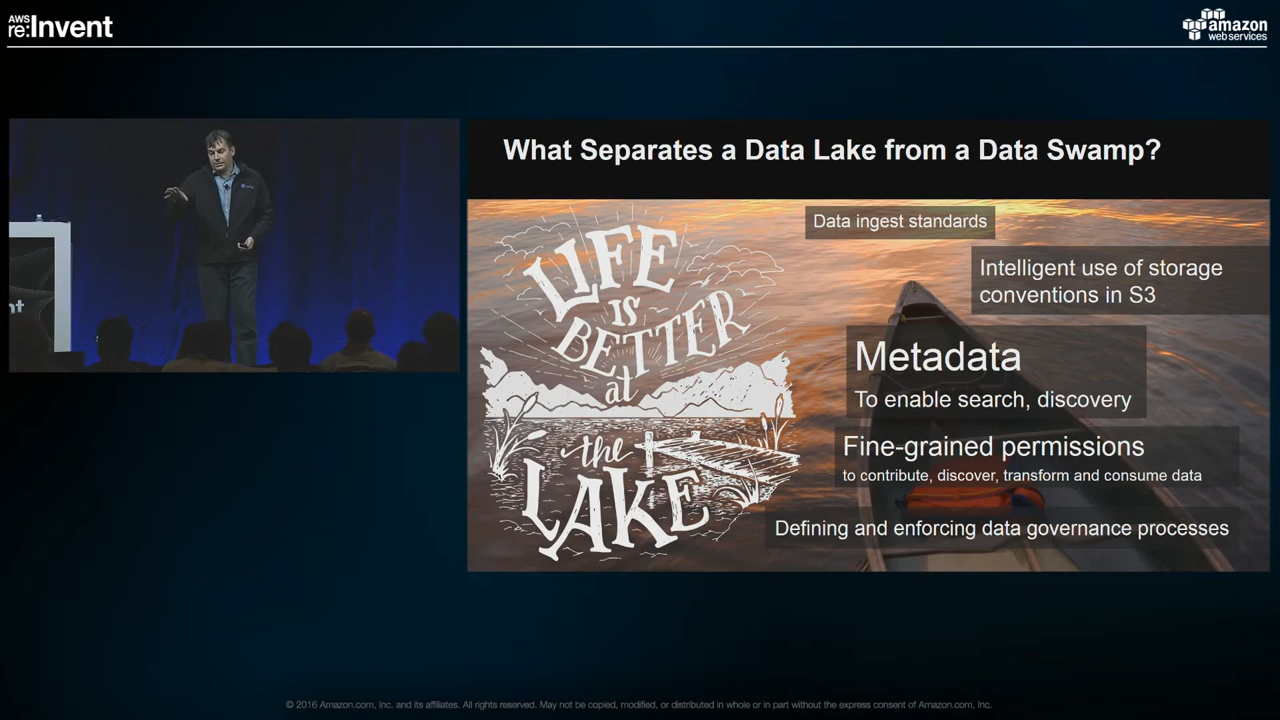 AWS
re:Invent
amazon
web services
What Separates a Data Lake from a Data Swamp?
LIFE
IS
BETTER
at
the
LAKE
Data ingest standards
Intelligent use of storage
conventions in S3
Metadata
To enable search, discovery
Fine-grained permissions
to contribute, discover, transform and consume data
Defining and enforcing data governance processes
© 2016 Amazon.com, Inc. and its affiliates. All rights reserved. May not be copied, modified, or distributed in whole or in part without the express consent of Amazon.com, Inc.